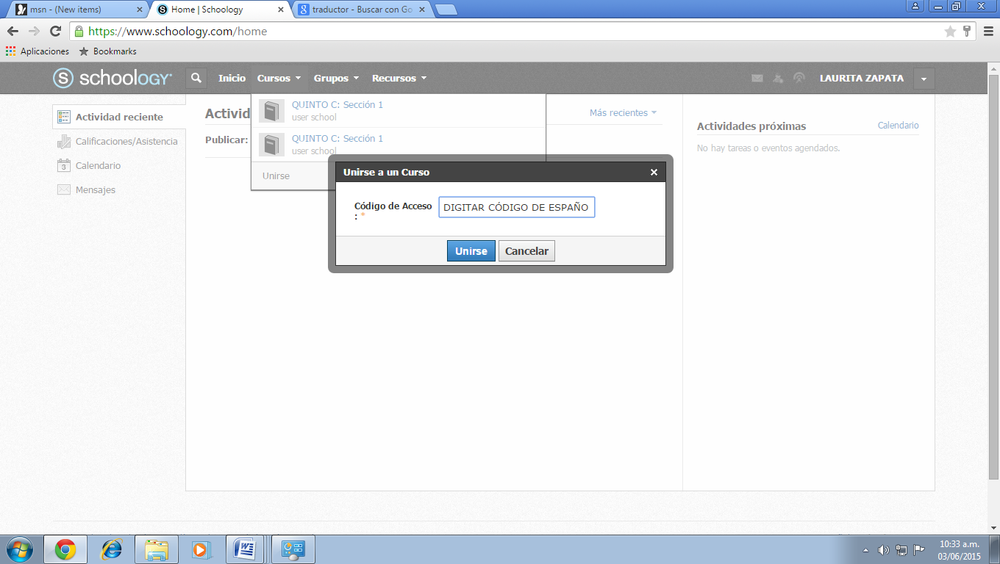 msn - (New items)
Home | Schoology
traductor - Buscar con Go
https://www.schoology.com/home
Aplicaciones
Bookmarks
S schoology
Inicio
Cursos
Grupos
Recursos
LAURITA ZAPATA
Actividad reciente
Calificaciones/Asistencia
3 Calendario
Mensajes
Activid
Más recientes
Publicar:
QUINTO C: Sección 1
user school
QUINTO C: Sección 1
user school
Unirse
Unirse a un Curso
Código de Acceso
: *
DIGITAR CÓDIGO DE ESPAÑO
Unirse
Cancelar
Actividades próximas
Calendario
No hay tareas o eventos agendados.
10:33 a.m.
03/06/2015